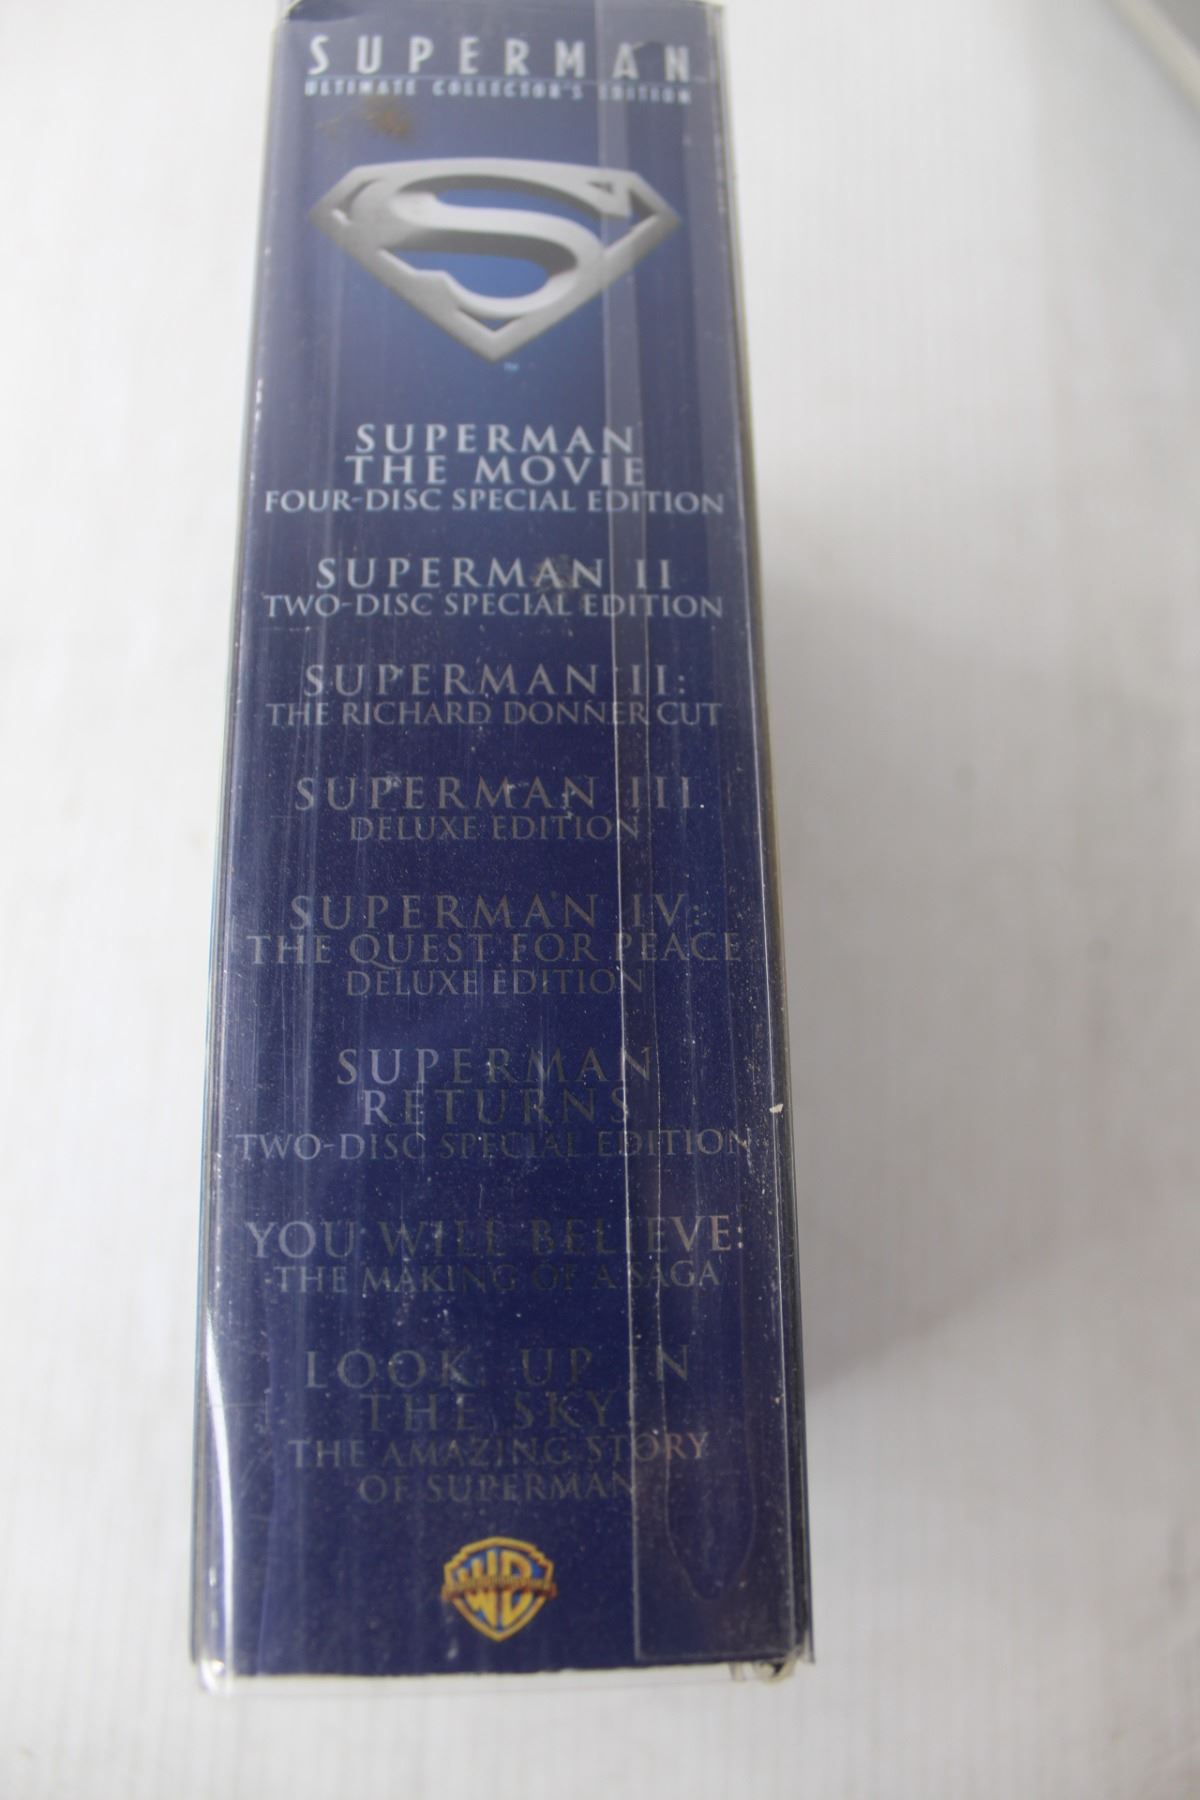 SUPERMAN
ULTIMATE COLLECTOR'S EDITION
S
TM
SUPERMAN
THE MOVIE
FOUR-DISC SPECIAL EDITION
SUPERMAN II
TWO-DISC SPECIAL EDITION
SUPERMAN II:
THE RICHARD DONNER CUT
SUPERMAN III
DELUXE EDITION
SUPERMAN IV:
THE QUEST FOR PEACE
DELUXE EDITION
SUPERMAN
RETURNS
TWO-DISC SPECIAL EDITION
YOU WILL BELIEVE:
THE MAKING OF A SAGA
LOOK, UP IN
THE SKY!
THE AMAZING STORY
OF SUPERMAN
WB